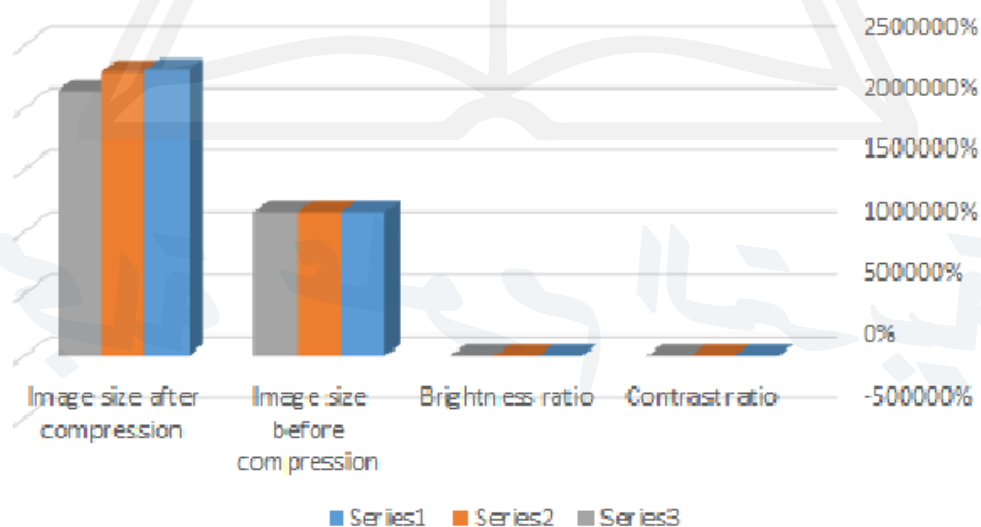 2500000%
2000000%
1500000%
1000000%
500000%
0%
-500000%
Image size after compression
Image size before compression
Brightness ratio
Contrast ratio
Series1 Series2 Series3